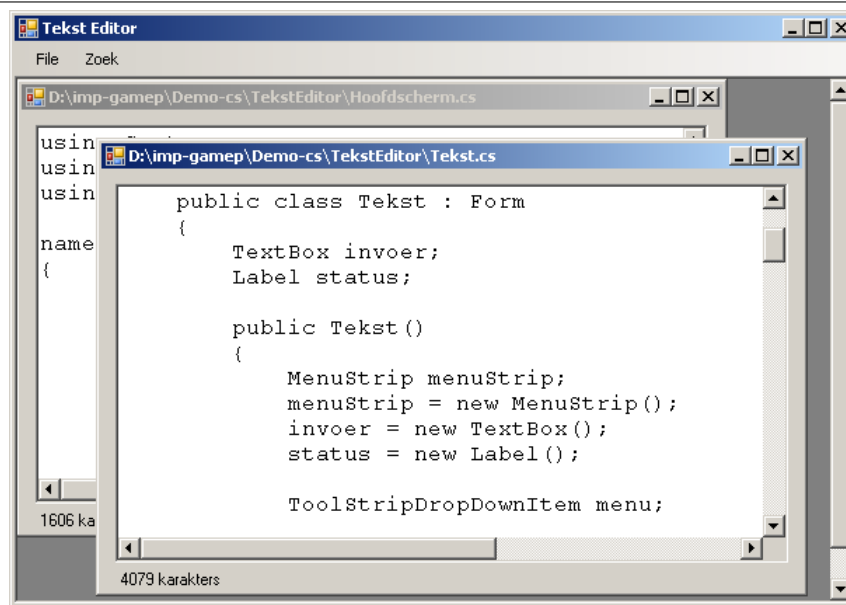 Tekst Editor
File Zoek
D:\imp-gamep\Demo-cs\TekstEditor\Hoofdscherm.cs
usin
usin
usin
name
{
1606 ka
D:\imp-gamep\Demo-cs\TekstEditor\Tekst.cs
public class Tekst : Form
{
TextBox invoer;
Label status;
public Tekst()
{
MenuStrip menuStrip;
menuStrip = new MenuStrip();
invoer = new TextBox();
status = new Label();
ToolStripDropDownItem menu;
4079 karakters